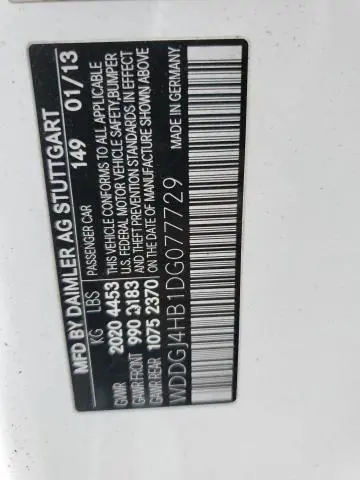 MFD BY DAIMLER AG STUTTGART
149 01/13
KG LBS PASSENGER CAR
GVWR 2020 4453 THIS VEHICLE CONFORMS TO ALL APPLICABLE
U.S. FEDERAL MOTOR VEHICLE SAFETY, BUMPER
GAWR FRONT 990 2183 AND THEFT PREVENTION STANDARDS IN EFFECT
GAWR REAR 1075 2370 ON DATE OF MANUFACTURE SHOWN ABOVE
WDDGJ4HB1DG077729 MADE IN GERMANY.